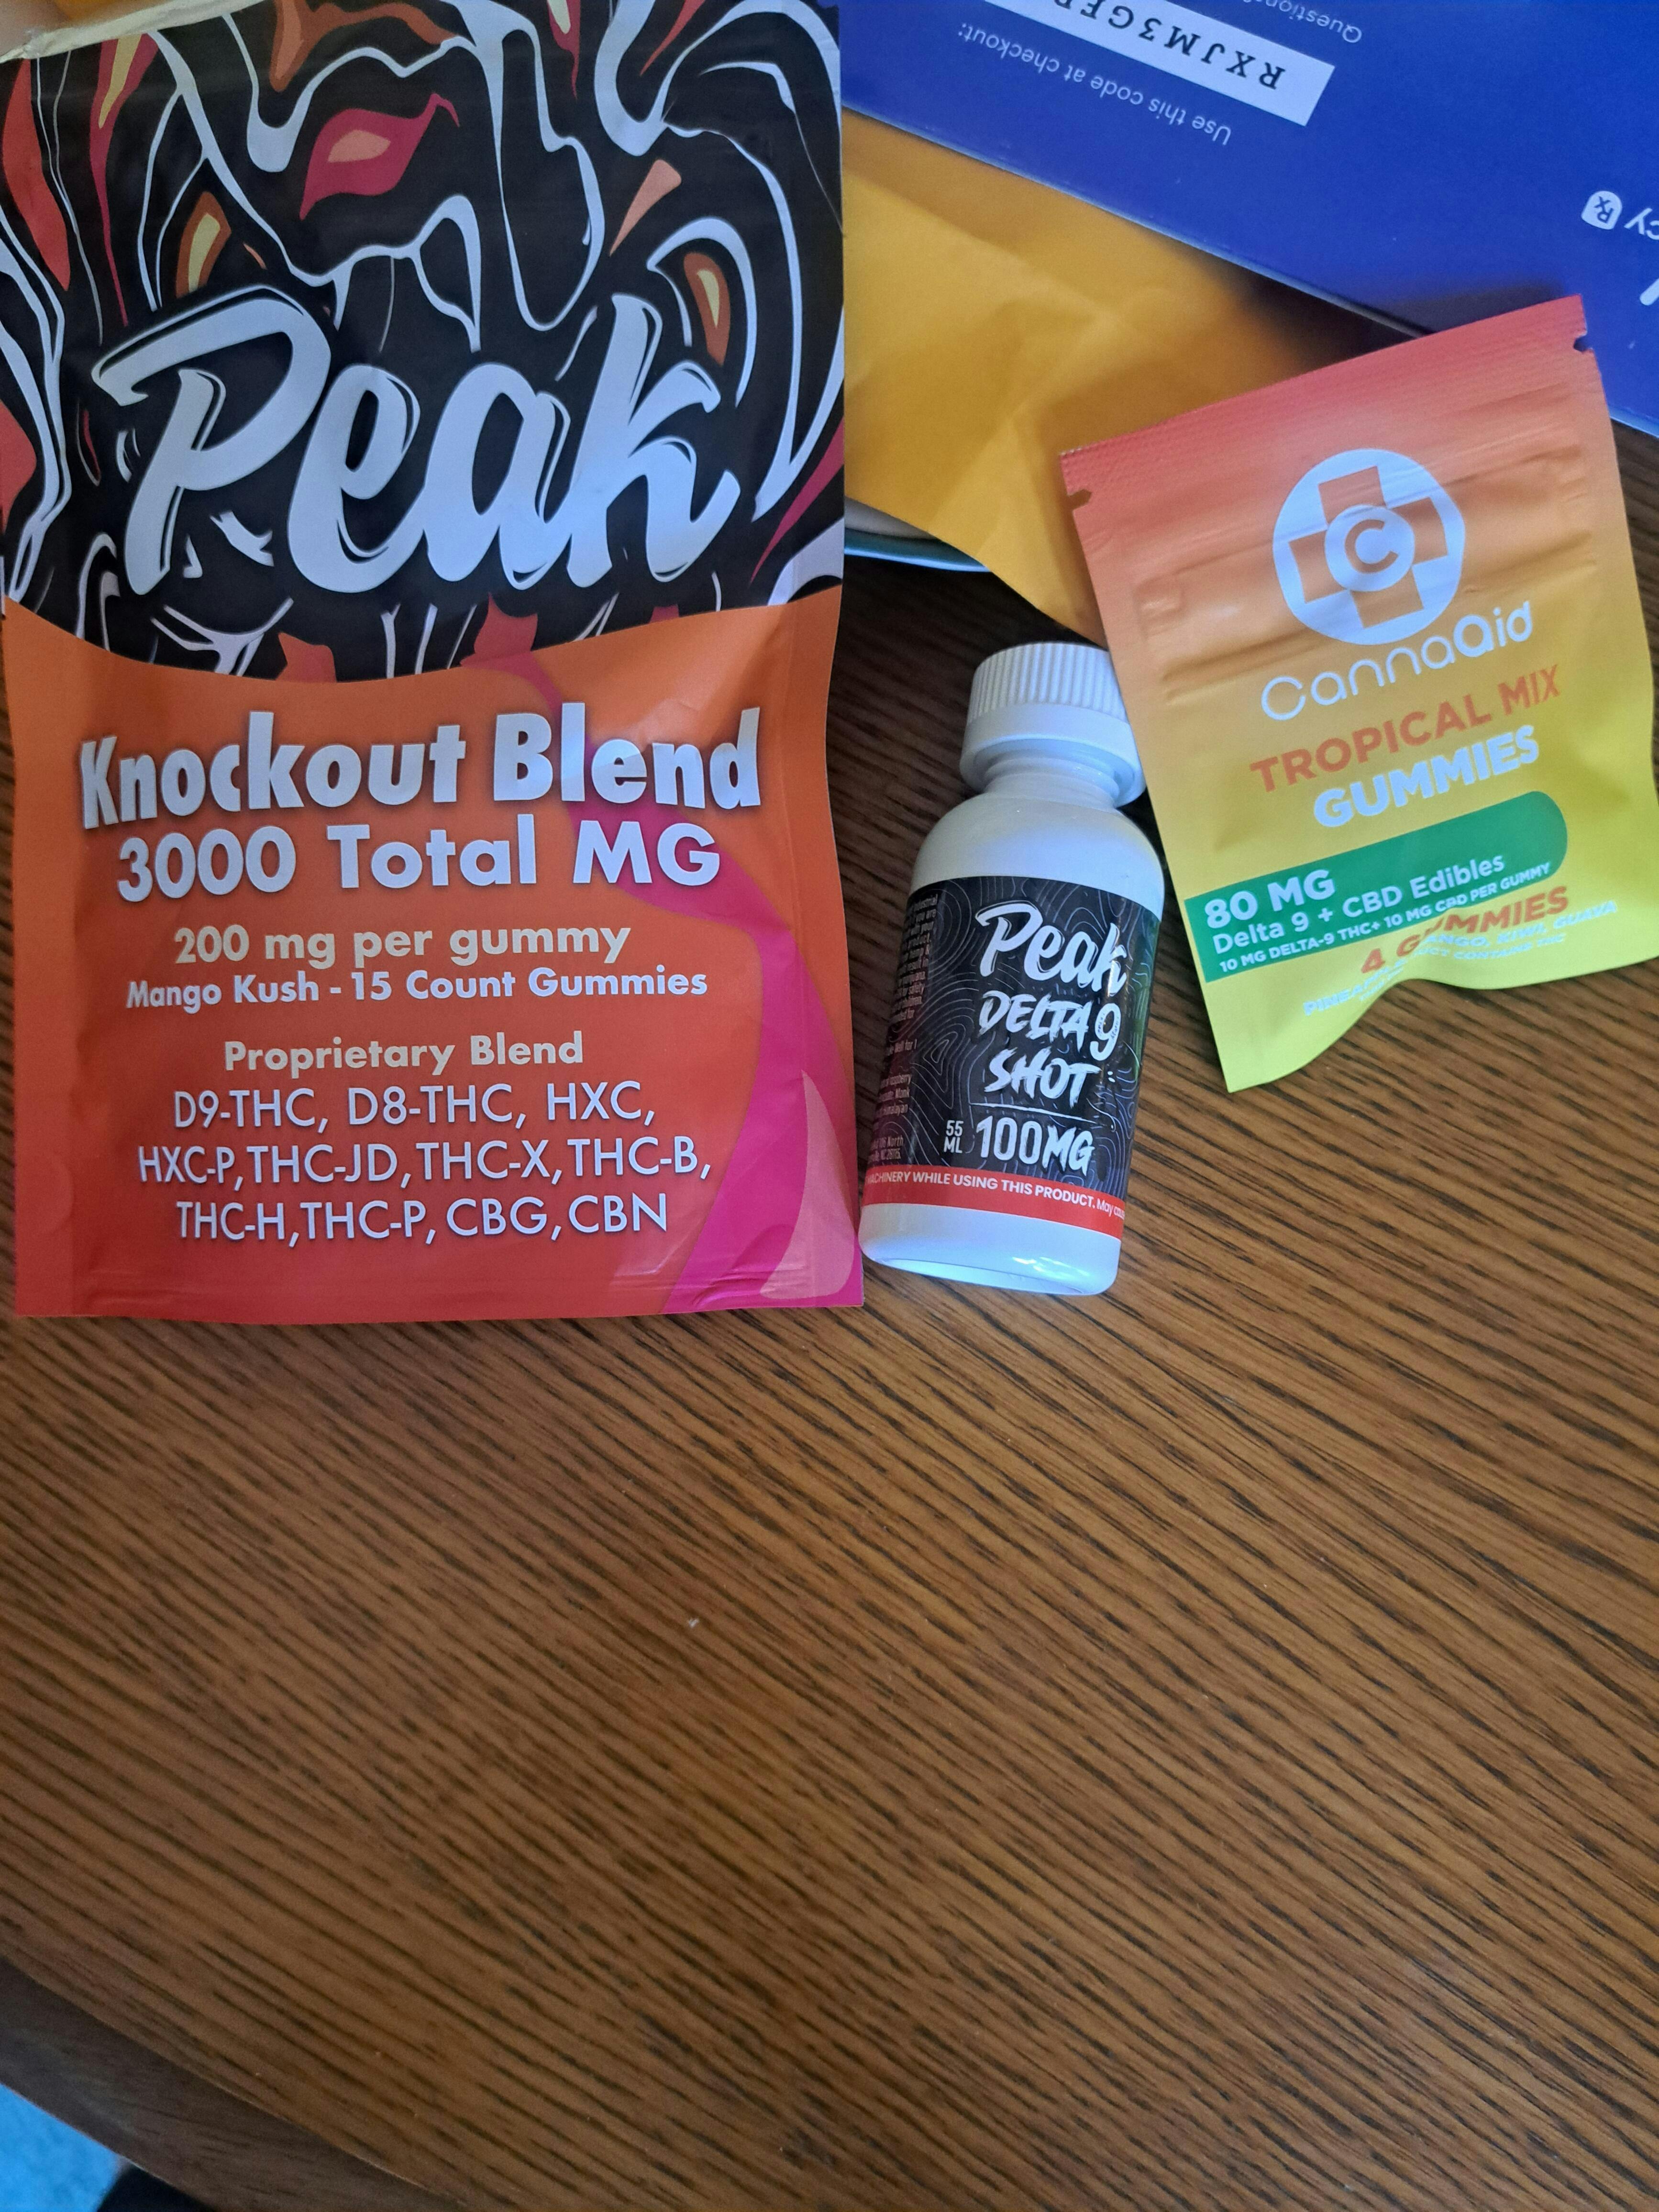 Use this code at checkout:
Peak
Knockout Blend
3000 Total MG
200 mg per gummy
Mango Kush - 15 Count Gummies
Proprietary Blend
D9-THC, D8-THC, HXC,
HXC-P, THC-JD, THC-X, THC-B,
THC-H, THC-P, CBG, CBN
Peak
DELTA 9
SHOT
55
ML
100MG
MACHINERY WHILE USING THIS PRODUCT. May
C
CannaAid
TROPICAL MIX
GUMMIES
80 MG
Delta 9 + CBD Edibles
10 MG DELTA-9 THC+ 10 MG CBD PER GUMMY
4 GUMMIES